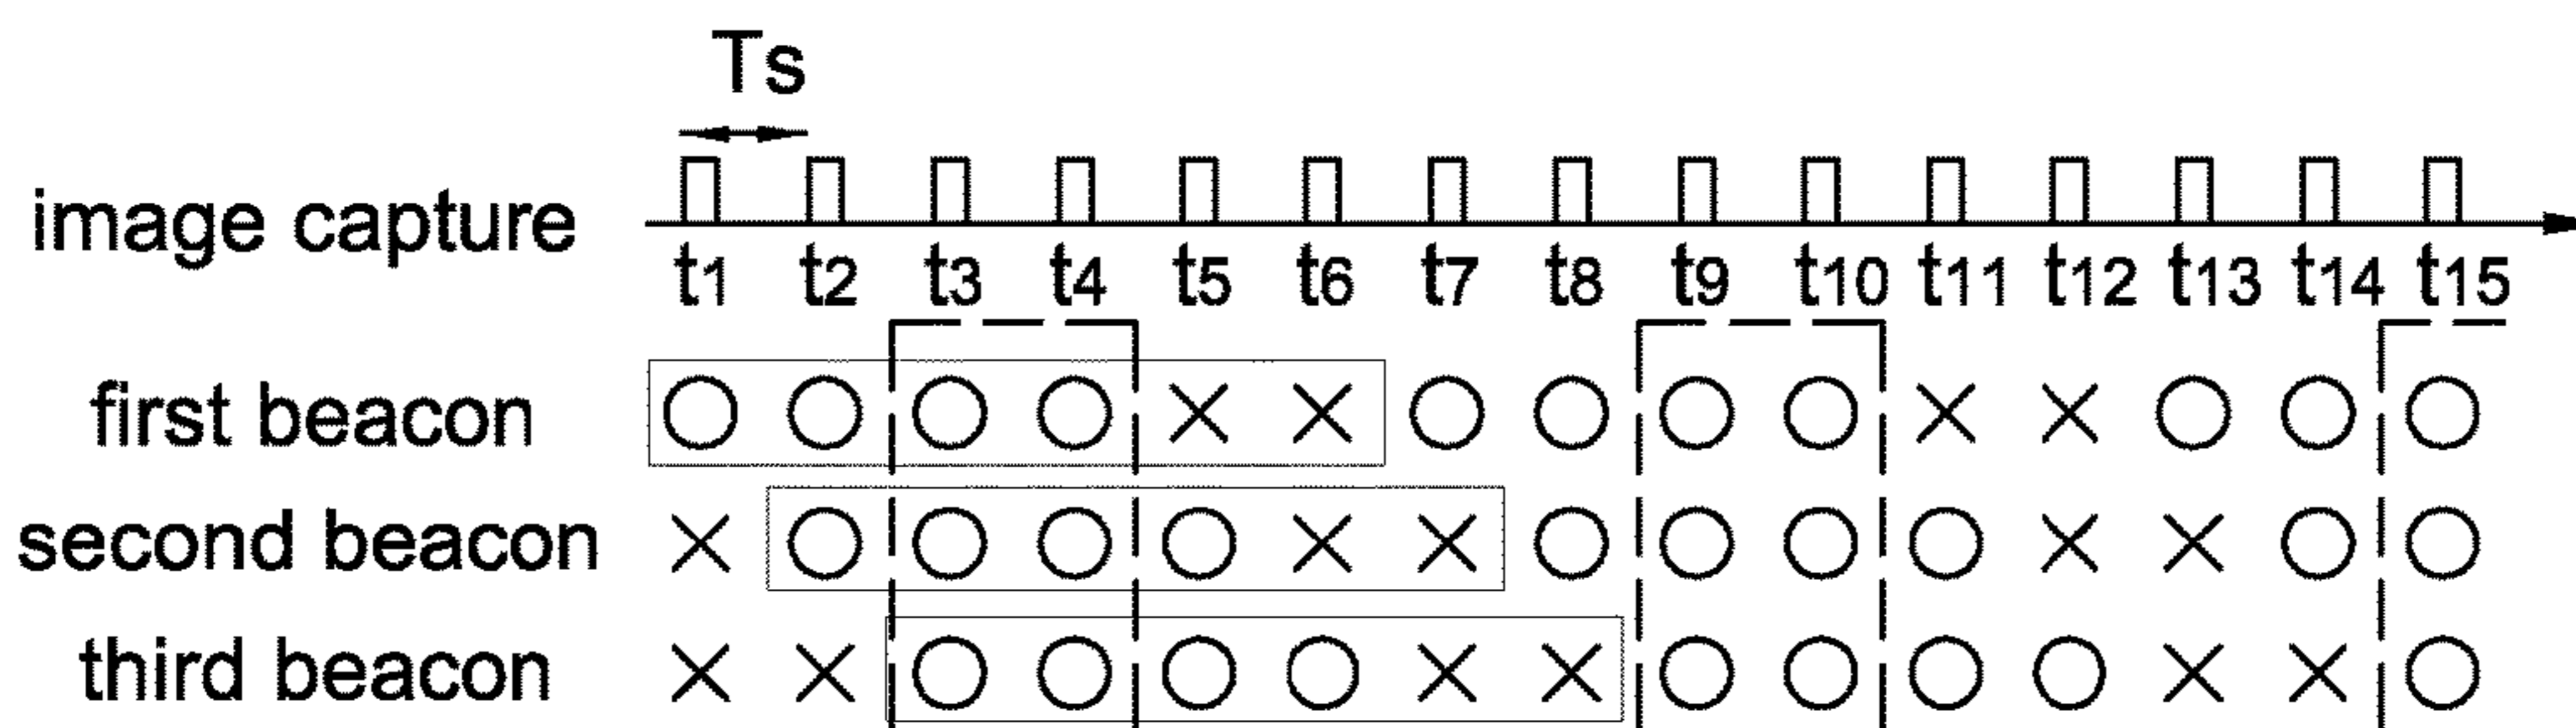 Ts
image capture
t1 t2 t3 t4 t5 t6 t7 t8 t9 t10 t11 t12 t13 t14 t15
first beacon
second beacon
third beacon